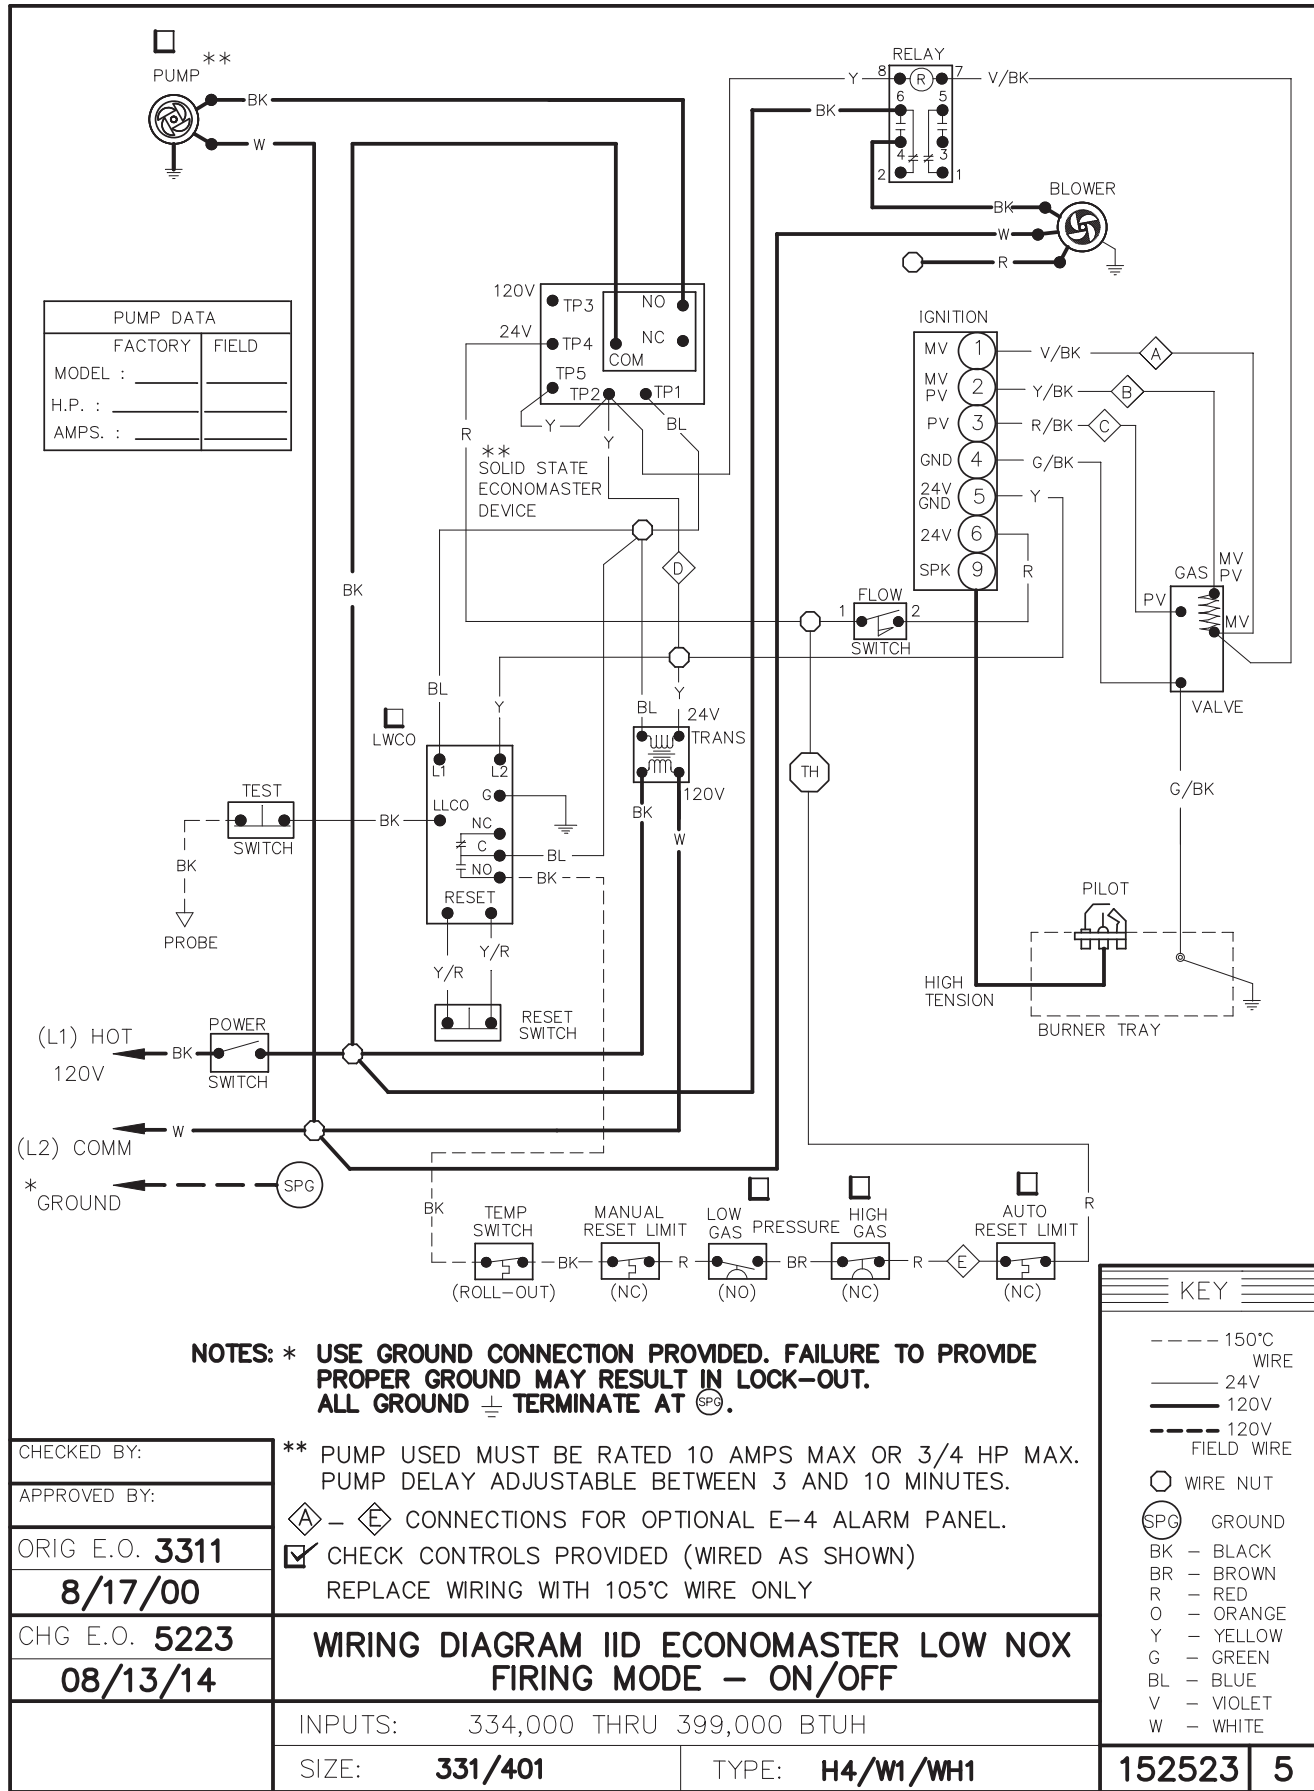 PUMP **
BK
W
RELAY
Y
8
R
7
V/BK
BK
6
5
4
3
2
1
BLOWER
BK
W
R
PUMP DATA
FACTORY FIELD
MODEL :
H.P. :
AMPS. :
120V
TP3
NO
24V
TP4
NC
COM
TP5
TP2
TP1
Y
Y
BL
R
**
SOLID STATE
ECONOMASTER
DEVICE
IGNITION
MV 1 V/BK A
MV
PV 2 Y/BK B
PV 3 R/BK C
GND 4 G/BK
24V
GND 5 Y
24V 6
R
SPK 9
BK
D
FLOW
1 2
SWITCH
GAS
MV
PV
PV
MV
VALVE
BL
Y
LWCO
BL
Y
24V
TRANS
120V
BK
W
TH
L1
L2
G
LLCO
NC
C
NO
RESET
BL
BK
TEST
SWITCH
BK
BK
PROBE
Y/R
Y/R
RESET
SWITCH
G/BK
PILOT
HIGH
TENSION
BURNER TRAY
(L1) HOT
120V
BK
POWER
SWITCH
(L2) COMM
W
* GROUND
SPG
BK
TEMP
SWITCH
(ROLL-OUT)
BK
MANUAL
RESET LIMIT
(NC)
R
LOW
GAS
(NO)
PRESSURE
BR
HIGH
GAS
(NC)
R
E
AUTO
RESET LIMIT
(NC)
R
NOTES: * USE GROUND CONNECTION PROVIDED. FAILURE TO PROVIDE
PROPER GROUND MAY RESULT IN LOCK-OUT.
ALL GROUND TERMINATE AT SPG.
** PUMP USED MUST BE RATED 10 AMPS MAX OR 3/4 HP MAX.
PUMP DELAY ADJUSTABLE BETWEEN 3 AND 10 MINUTES.
A – E CONNECTIONS FOR OPTIONAL E-4 ALARM PANEL.
CHECK CONTROLS PROVIDED (WIRED AS SHOWN)
REPLACE WIRING WITH 105°C WIRE ONLY
KEY
150°C
WIRE
24V
120V
120V
FIELD WIRE
WIRE NUT
SPG GROUND
BK – BLACK
BR – BROWN
R – RED
O – ORANGE
Y – YELLOW
G – GREEN
BL – BLUE
V – VIOLET
W – WHITE
CHECKED BY:
APPROVED BY:
ORIG E.O. 3311
8/17/00
CHG E.O. 5223
08/13/14
WIRING DIAGRAM IID ECONOMASTER LOW NOX
FIRING MODE – ON/OFF
INPUTS: 334,000 THRU 399,000 BTUH
SIZE: 331/401
TYPE: H4/W1/WH1
152523 5